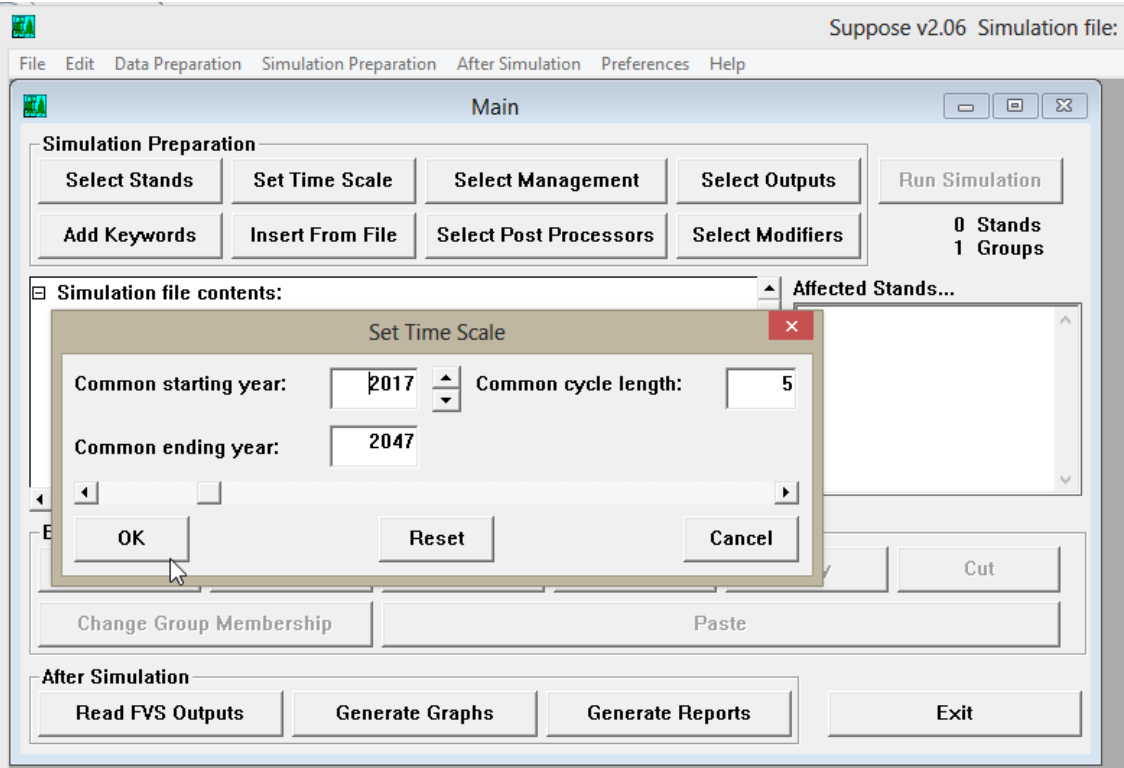 Suppose v2.06 Simulation file:
File Edit Data Preparation Simulation Preparation After Simulation Preferences Help
Main
Simulation Preparation
Select Stands Set Time Scale Select Management Select Outputs Run Simulation
Add Keywords Insert From File Select Post Processors Select Modifiers
0 Stands
1 Groups
Simulation file contents:
Affected Stands...
Set Time Scale
Common starting year: 2017 Common cycle length: 5
Common ending year: 2047
OK Reset Cancel
Cut
Change Group Membership Paste
After Simulation
Read FVS Outputs Generate Graphs Generate Reports Exit